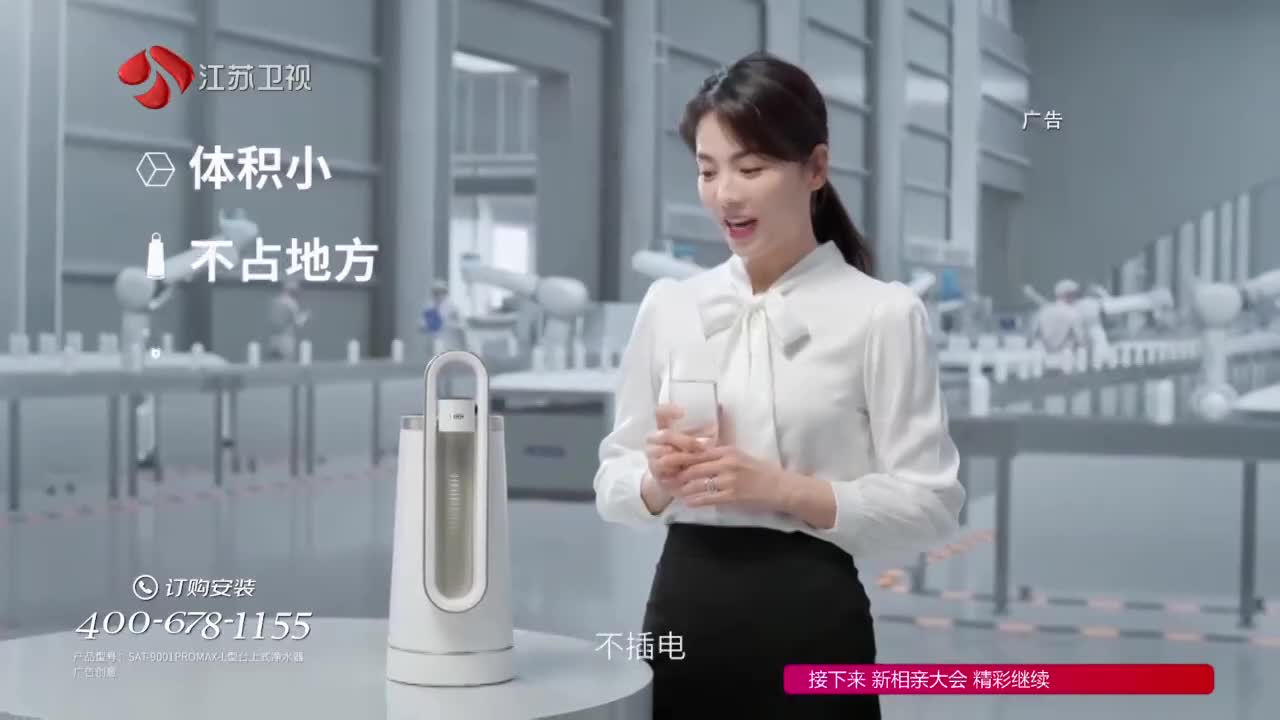 江苏卫视
广告
体积小
不占地方
订购安装
400-678-1155
产品型号：SAT-9001PROMAX-L型台上式净水器
广告创意
不插电
接下来 新相亲大会 精彩继续